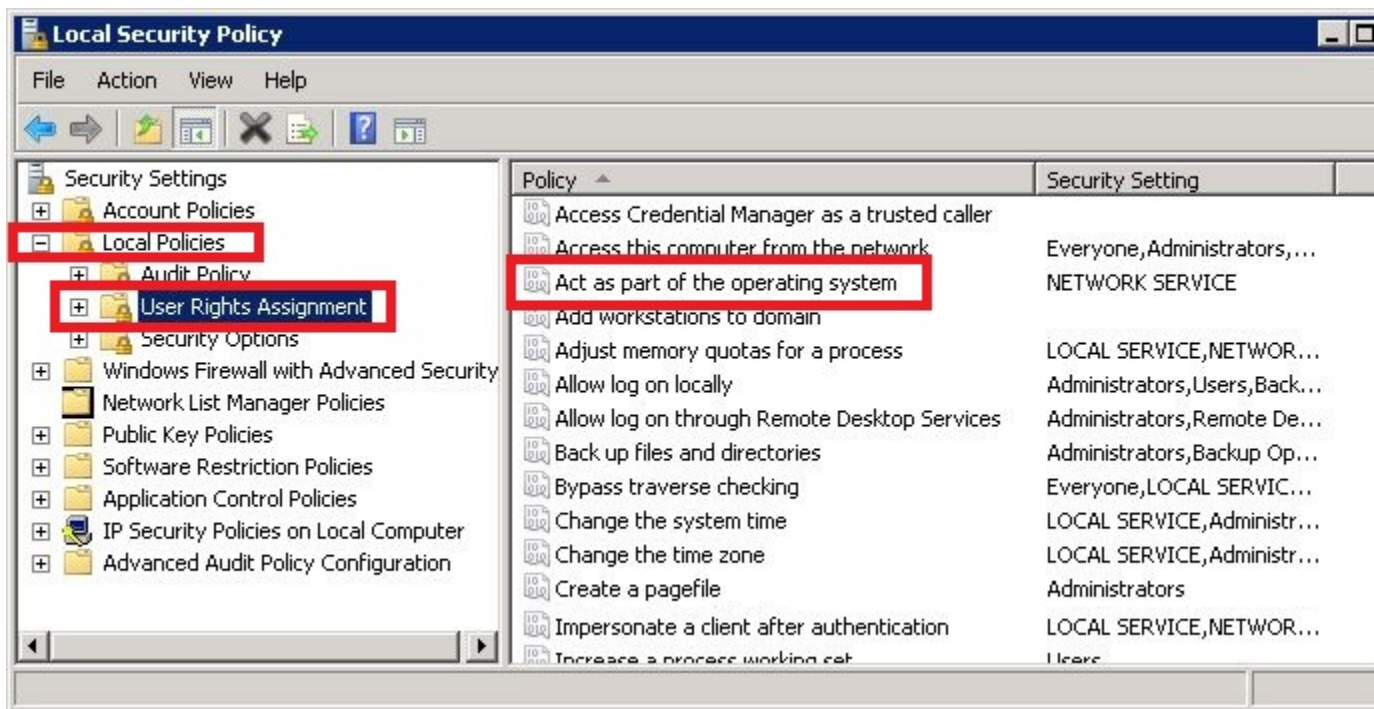 Local Security Policy
File Action View Help
Security Settings
Account Policies
Local Policies
Audit Policy
User Rights Assignment
Security Options
Windows Firewall with Advanced Security
Network List Manager Policies
Public Key Policies
Software Restriction Policies
Application Control Policies
IP Security Policies on Local Computer
Advanced Audit Policy Configuration
Policy Security Setting
Access Credential Manager as a trusted caller
Access this computer from the network Everyone,Administrators,...
Act as part of the operating system NETWORK SERVICE
Add workstations to domain
Adjust memory quotas for a process LOCAL SERVICE,NETWOR...
Allow log on locally Administrators,Users,Back...
Allow log on through Remote Desktop Services Administrators,Remote De...
Back up files and directories Administrators,Backup Op...
Bypass traverse checking Everyone,LOCAL SERVIC...
Change the system time LOCAL SERVICE,Administr...
Change the time zone LOCAL SERVICE,Administr...
Create a pagefile Administrators
Impersonate a client after authentication LOCAL SERVICE,NETWOR...
Increase a process working set Users